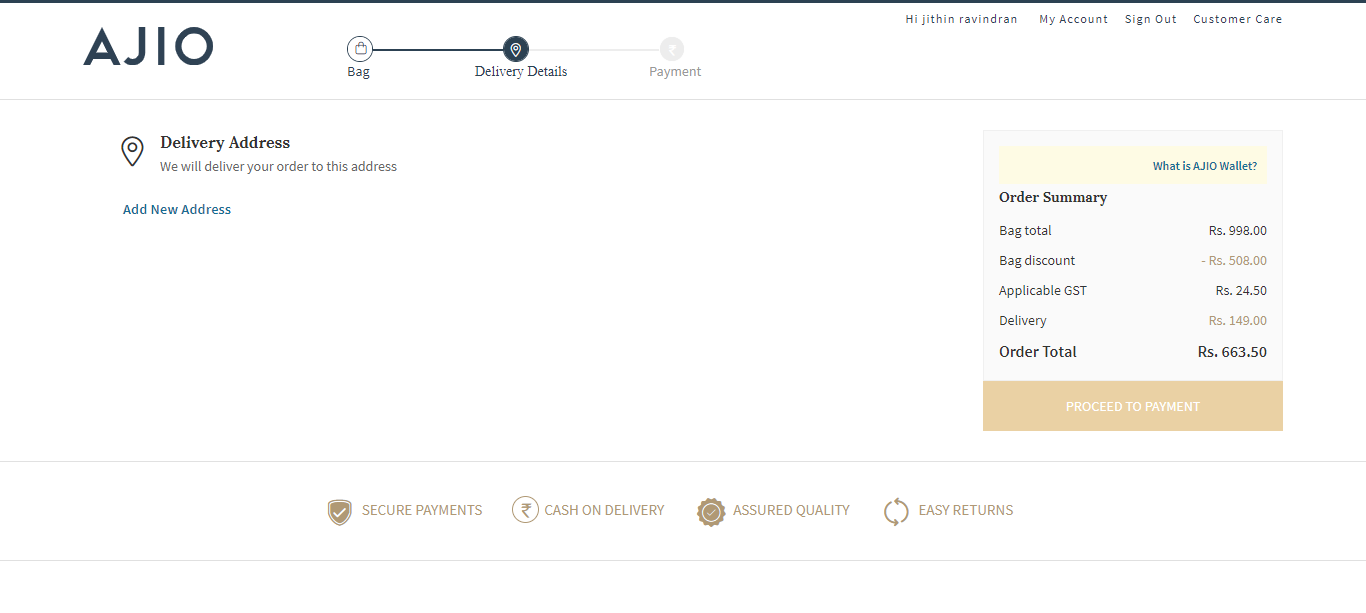 Hi jithin ravindran My Account Sign Out Customer Care
AJIO
Bag Delivery Details ₹ Payment
Delivery Address
We will deliver your order to this address
Add New Address
What is AJIO Wallet?
Order Summary
Bag total Rs. 998.00
Bag discount - Rs. 508.00
Applicable GST Rs. 24.50
Delivery Rs. 149.00
Order Total Rs. 663.50
PROCEED TO PAYMENT
SECURE PAYMENTS ₹ CASH ON DELIVERY ASSURED QUALITY EASY RETURNS